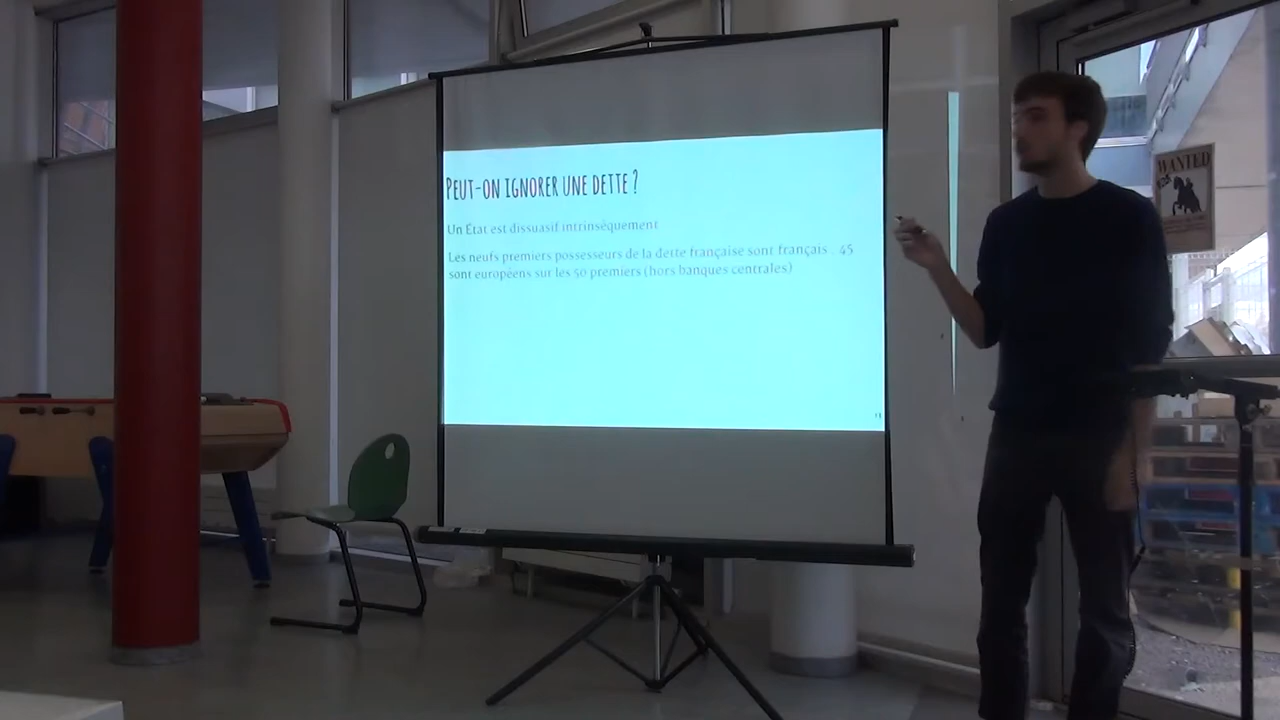 PEUT-ON IGNORER UNE DETTE ?
Un État est dissuasif intrinsèquement
Les neufs premiers possesseurs de la dette française sont français . 45
sont européens sur les 50 premiers (hors banques centrales)
WANTED